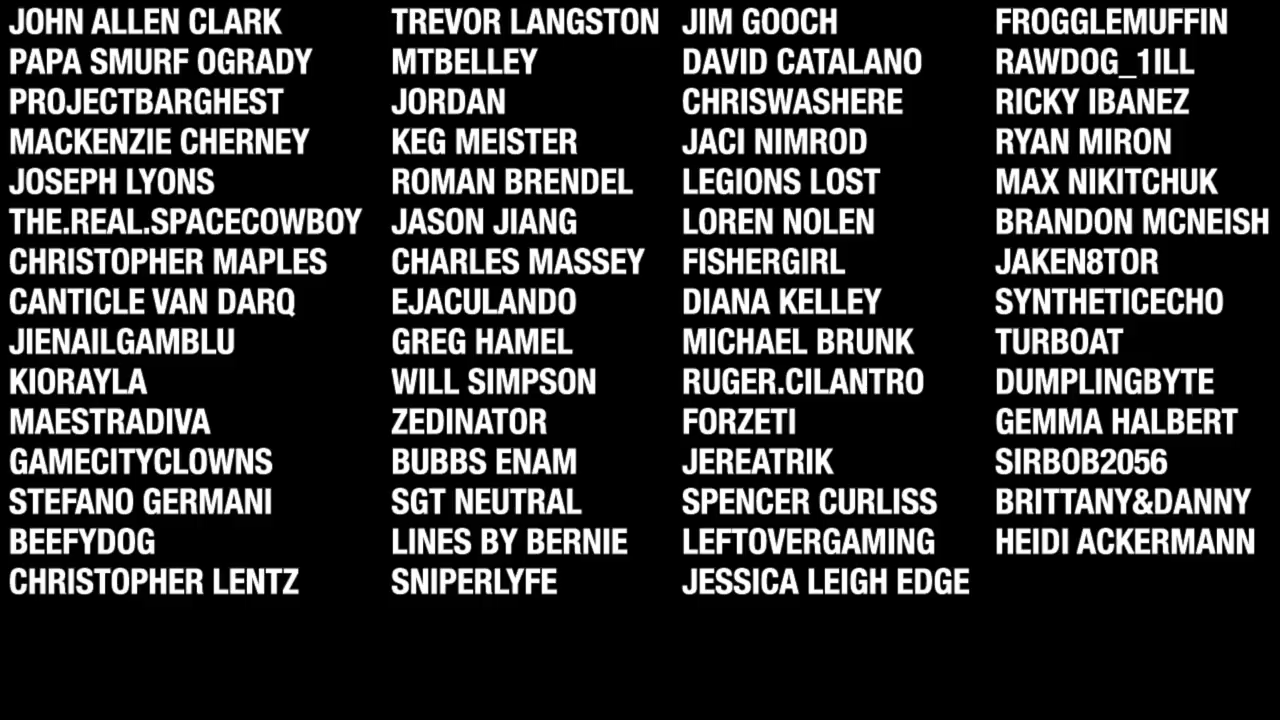 JOHN ALLEN CLARK
PAPA SMURF OGRADY
PROJECTBARGHEST
MACKENZIE CHERNEY
JOSEPH LYONS
THE.REAL.SPACECOWBOY
CHRISTOPHER MAPLES
CANTICLE VAN DARQ
JIENAILGAMBLU
KIORAYLA
MAESTRADIVA
GAMECITYCLOWNS
STEFANO GERMANI
BEEFYDOG
CHRISTOPHER LENTZ
TREVOR LANGSTON
MTBELLEY
JORDAN
KEG MEISTER
ROMAN BRENDEL
JASON JIANG
CHARLES MASSEY
EJACULANDO
GREG HAMEL
WILL SIMPSON
ZEDINATOR
BUBBS ENAM
SGT NEUTRAL
LINES BY BERNIE
SNIPERLYFE
JIM GOOCH
DAVID CATALANO
CHRISWASHERE
JACI NIMROD
LEGIONS LOST
LOREN NOLEN
FISHERGIRL
DIANA KELLEY
MICHAEL BRUNK
RUGER.CILANTRO
FORZETI
JEREATRIK
SPENCER CURLISS
LEFTOVERGAMING
JESSICA LEIGH EDGE
FROGGLEMUFFIN
RAWDOG_1ILL
RICKY IBANEZ
RYAN MIRON
MAX NIKITCHUK
BRANDON MCNEISH
JAKEN8TOR
SYNTHETICECHO
TURBOAT
DUMPLINGBYTE
GEMMA HALBERT
SIRBOB2056
BRITTANY&DANNY
HEIDI ACKERMANN